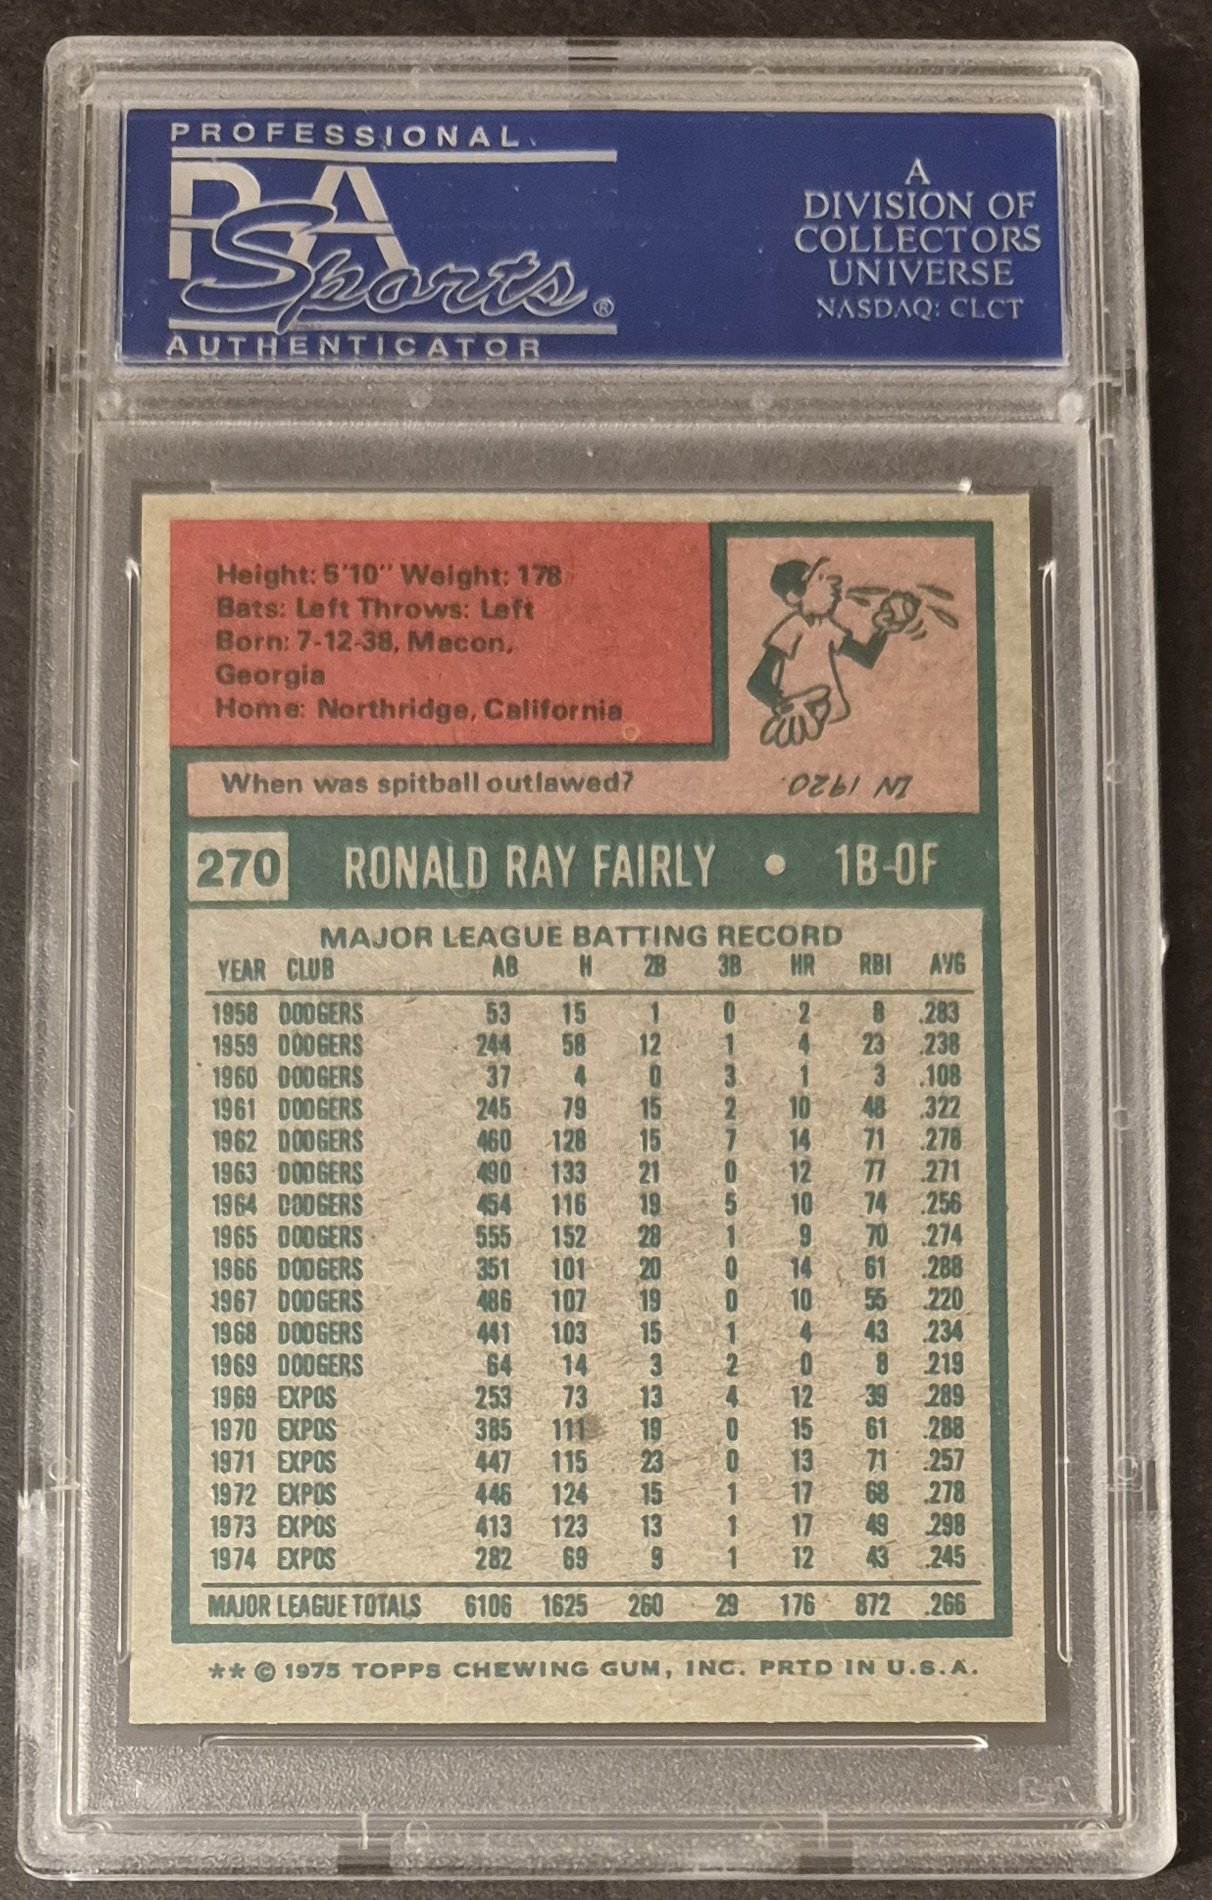 PROFESSIONAL
PSA
Sports®
AUTHENTICATOR
A
DIVISION OF
COLLECTORS
UNIVERSE
NASDAQ: CLCT
Height: 5'10" Weight: 178
Bats: Left Throws: Left
Born: 7-12-38, Macon,
Georgia
Home: Northridge, California
When was spitball outlawed?
IN 1920.
270 RONALD RAY FAIRLY • 1B-OF
MAJOR LEAGUE BATTING RECORD
YEAR CLUB AB H 2B 3B HR RBI AVG
1958 DODGERS 53 15 1 0 2 8 .283
1959 DODGERS 244 58 12 1 4 23 .238
1960 DODGERS 37 4 0 3 1 3 .108
1961 DODGERS 245 79 15 2 10 48 .322
1962 DODGERS 460 128 15 7 14 71 .278
1963 DODGERS 490 133 21 0 12 77 .271
1964 DODGERS 454 116 19 5 10 74 .256
1965 DODGERS 555 152 28 1 9 70 .274
1966 DODGERS 351 101 20 0 14 61 .288
1967 DODGERS 486 107 19 0 10 55 .220
1968 DODGERS 441 103 15 1 4 43 .234
1969 DODGERS 64 14 3 2 0 8 .219
1969 EXPOS 253 73 13 4 12 39 .289
1970 EXPOS 385 111 19 0 15 61 .288
1971 EXPOS 447 115 23 0 13 71 .257
1972 EXPOS 446 124 15 1 17 68 .278
1973 EXPOS 413 123 13 1 17 49 .298
1974 EXPOS 282 69 9 1 12 43 .245
MAJOR LEAGUE TOTALS 6106 1625 260 29 176 872 .266
** © 1975 TOPPS CHEWING GUM, INC. PRTD IN U.S.A.